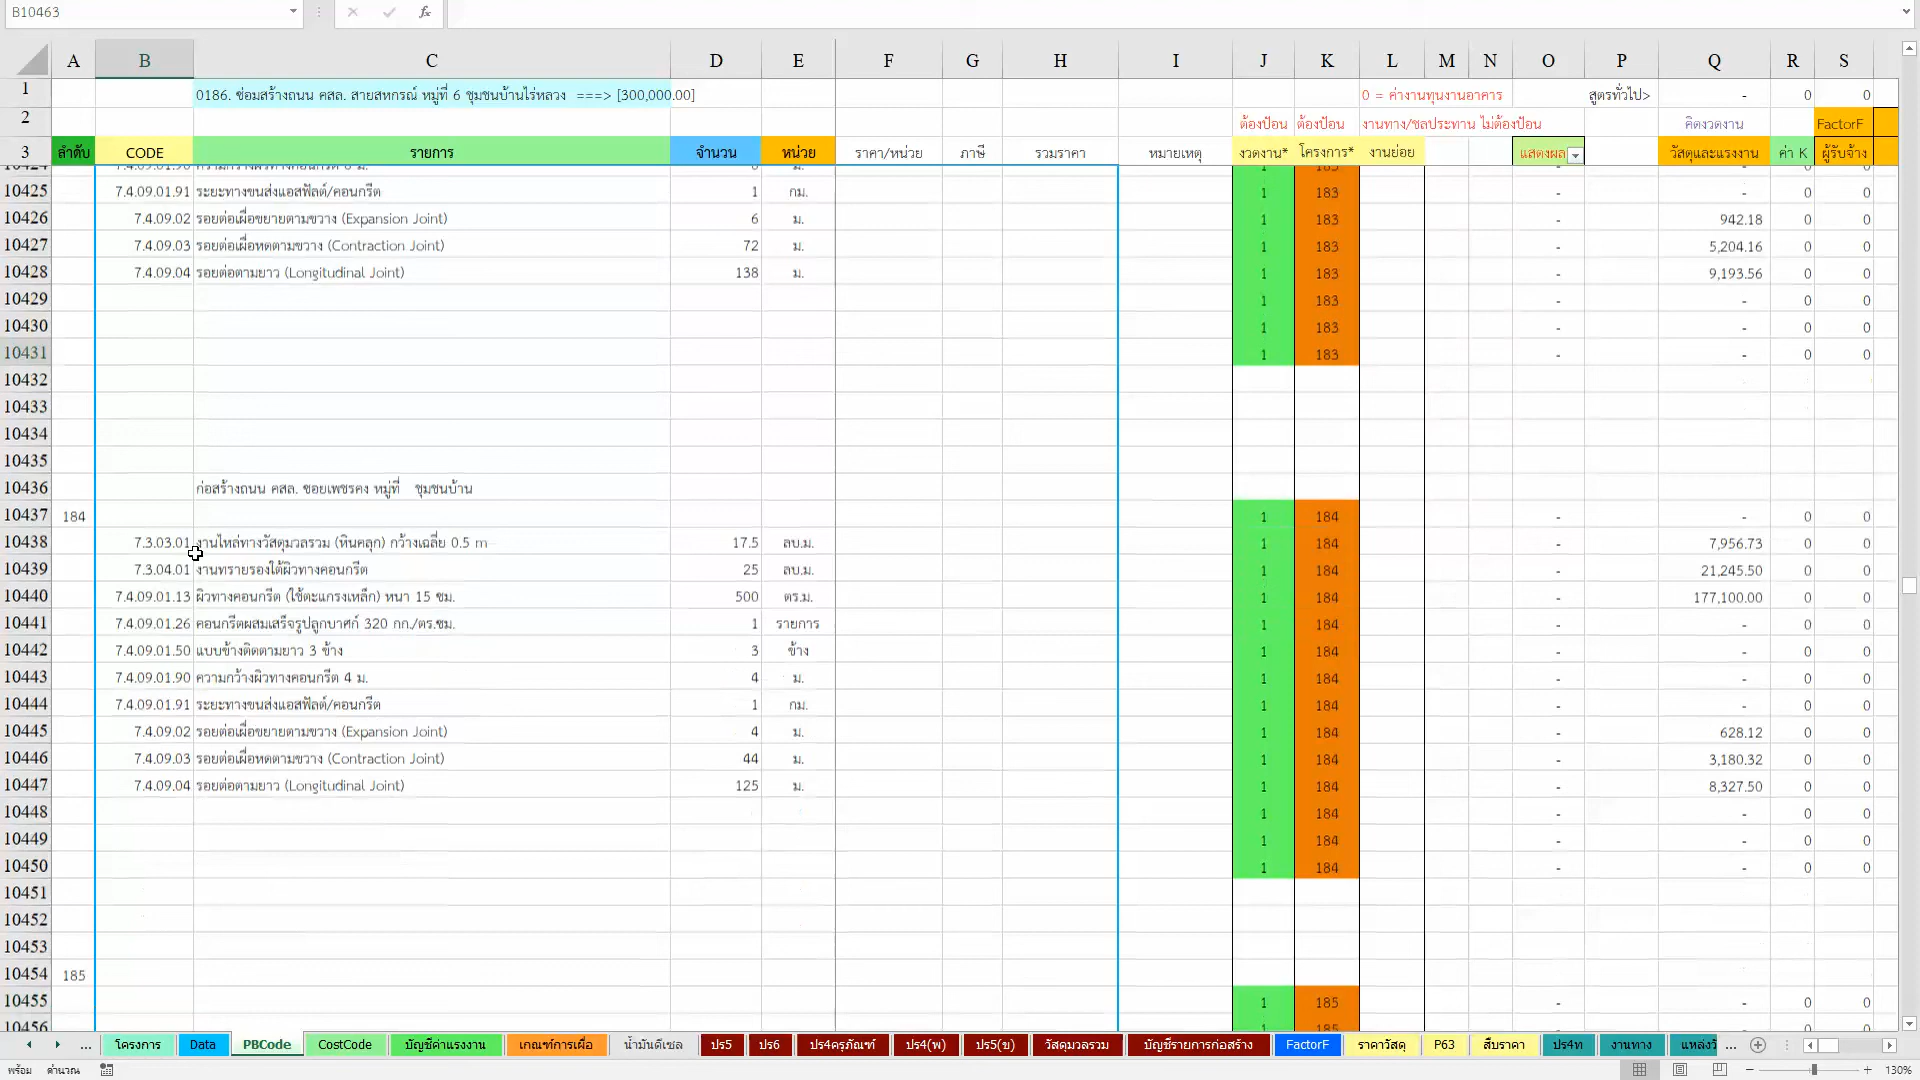 B10463 fx
A B C D E F G H I J K L M N O P Q R S
1 0186. ซ่อมสร้างถนน คสล. สายสหกรณ์ หมู่ที่ 6 ชุมชนบ้านไร่หลวง ===> [300,000.00] 0 = ค่างานทุนงานอาคาร สูตรทั่วไป> - 0 0
2 ต้องป้อน ต้องป้อน งานทาง/ชลประทาน ไม่ต้องป้อน คิดงวดงาน FactorF
3 ลำดับ CODE รายการ จำนวน หน่วย ราคา/หน่วย ภาษี รวมราคา หมายเหตุ งวดงาน* โครงการ* งานย่อย แสดงผล วัสดุและแรงงาน ค่า K ผู้รับจ้าง
10425 7.4.09.01.91 ระยะทางขนส่งแอสฟัลต์/คอนกรีต 1 กม. 1 183 - - 0 0
10426 7.4.09.02 รอยต่อเผื่อขยายตามขวาง (Expansion Joint) 6 ม. 1 183 - 942.18 0 0
10427 7.4.09.03 รอยต่อเผื่อหดตามขวาง (Contraction Joint) 72 ม. 1 183 - 5,204.16 0 0
10428 7.4.09.04 รอยต่อตามยาว (Longitudinal Joint) 138 ม. 1 183 - 9,193.56 0 0
10429 1 183 - - 0 0
10430 1 183 - - 0 0
10431 1 183 - - 0 0
10432
10433
10434
10435
10436 ก่อสร้างถนน คสล. ซอยเพชรคง หมู่ที่ ชุมชนบ้าน
10437 184 1 184 - - 0 0
10438 7.3.03.01 งานไหล่ทางวัสดุมวลรวม (หินคลุก) กว้างเฉลี่ย 0.5 m 17.5 ลบ.ม. 1 184 - 7,956.73 0 0
10439 7.3.04.01 งานทรายรองใต้ผิวทางคอนกรีต 25 ลบ.ม. 1 184 - 21,245.50 0 0
10440 7.4.09.01.13 ผิวทางคอนกรีต (ใช้ตะแกรงเหล็ก) หนา 15 ซม. 500 ตร.ม. 1 184 - 177,100.00 0 0
10441 7.4.09.01.26 คอนกรีตผสมเสร็จรูปลูกบาศก์ 320 กก./ตร.ซม. 1 รายการ 1 184 - - 0 0
10442 7.4.09.01.50 แบบข้างติดตามยาว 3 ข้าง 3 ข้าง 1 184 - - 0 0
10443 7.4.09.01.90 ความกว้างผิวทางคอนกรีต 4 ม. 4 ม. 1 184 - - 0 0
10444 7.4.09.01.91 ระยะทางขนส่งแอสฟัลต์/คอนกรีต 1 กม. 1 184 - - 0 0
10445 7.4.09.02 รอยต่อเผื่อขยายตามขวาง (Expansion Joint) 4 ม. 1 184 - 628.12 0 0
10446 7.4.09.03 รอยต่อเผื่อหดตามขวาง (Contraction Joint) 44 ม. 1 184 - 3,180.32 0 0
10447 7.4.09.04 รอยต่อตามยาว (Longitudinal Joint) 125 ม. 1 184 - 8,327.50 0 0
10448 1 184 - - 0 0
10449 1 184 - - 0 0
10450 1 184 - - 0 0
10451
10452
10453
10454 185
10455 1 185 - - 0 0
10456
... โครงการ Data PBCode CostCode บัญชีค่าแรงงาน เกณฑ์การเผื่อ น้ำมันดีเซล ปร5 ปร6 ปร4ครุภัณฑ์ ปร4(พ) ปร5(ข) วัสดุมวลรวม บัญชีรายการก่อสร้าง FactorF ราคาวัสดุ P63 สืบราคา ปร4ท งานทาง แหล่งวั ...
พร้อม คำนวณ 130%